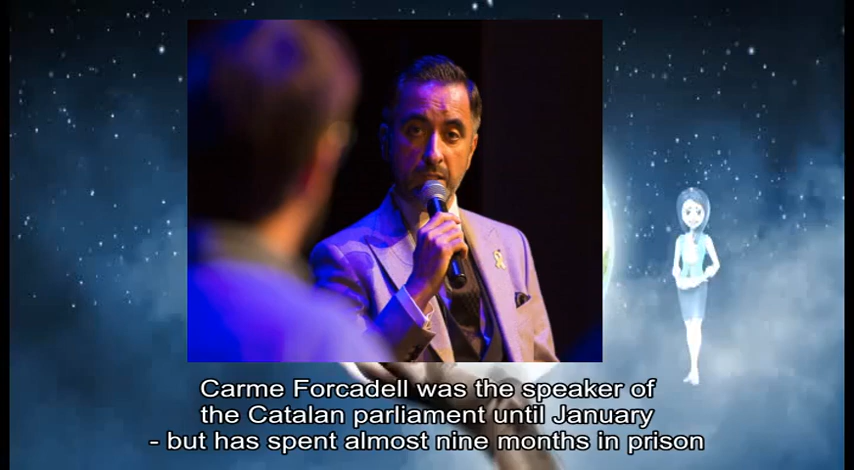 Carme Forcadell was the speaker of
the Catalan parliament until January
- but has spent almost nine months in prison